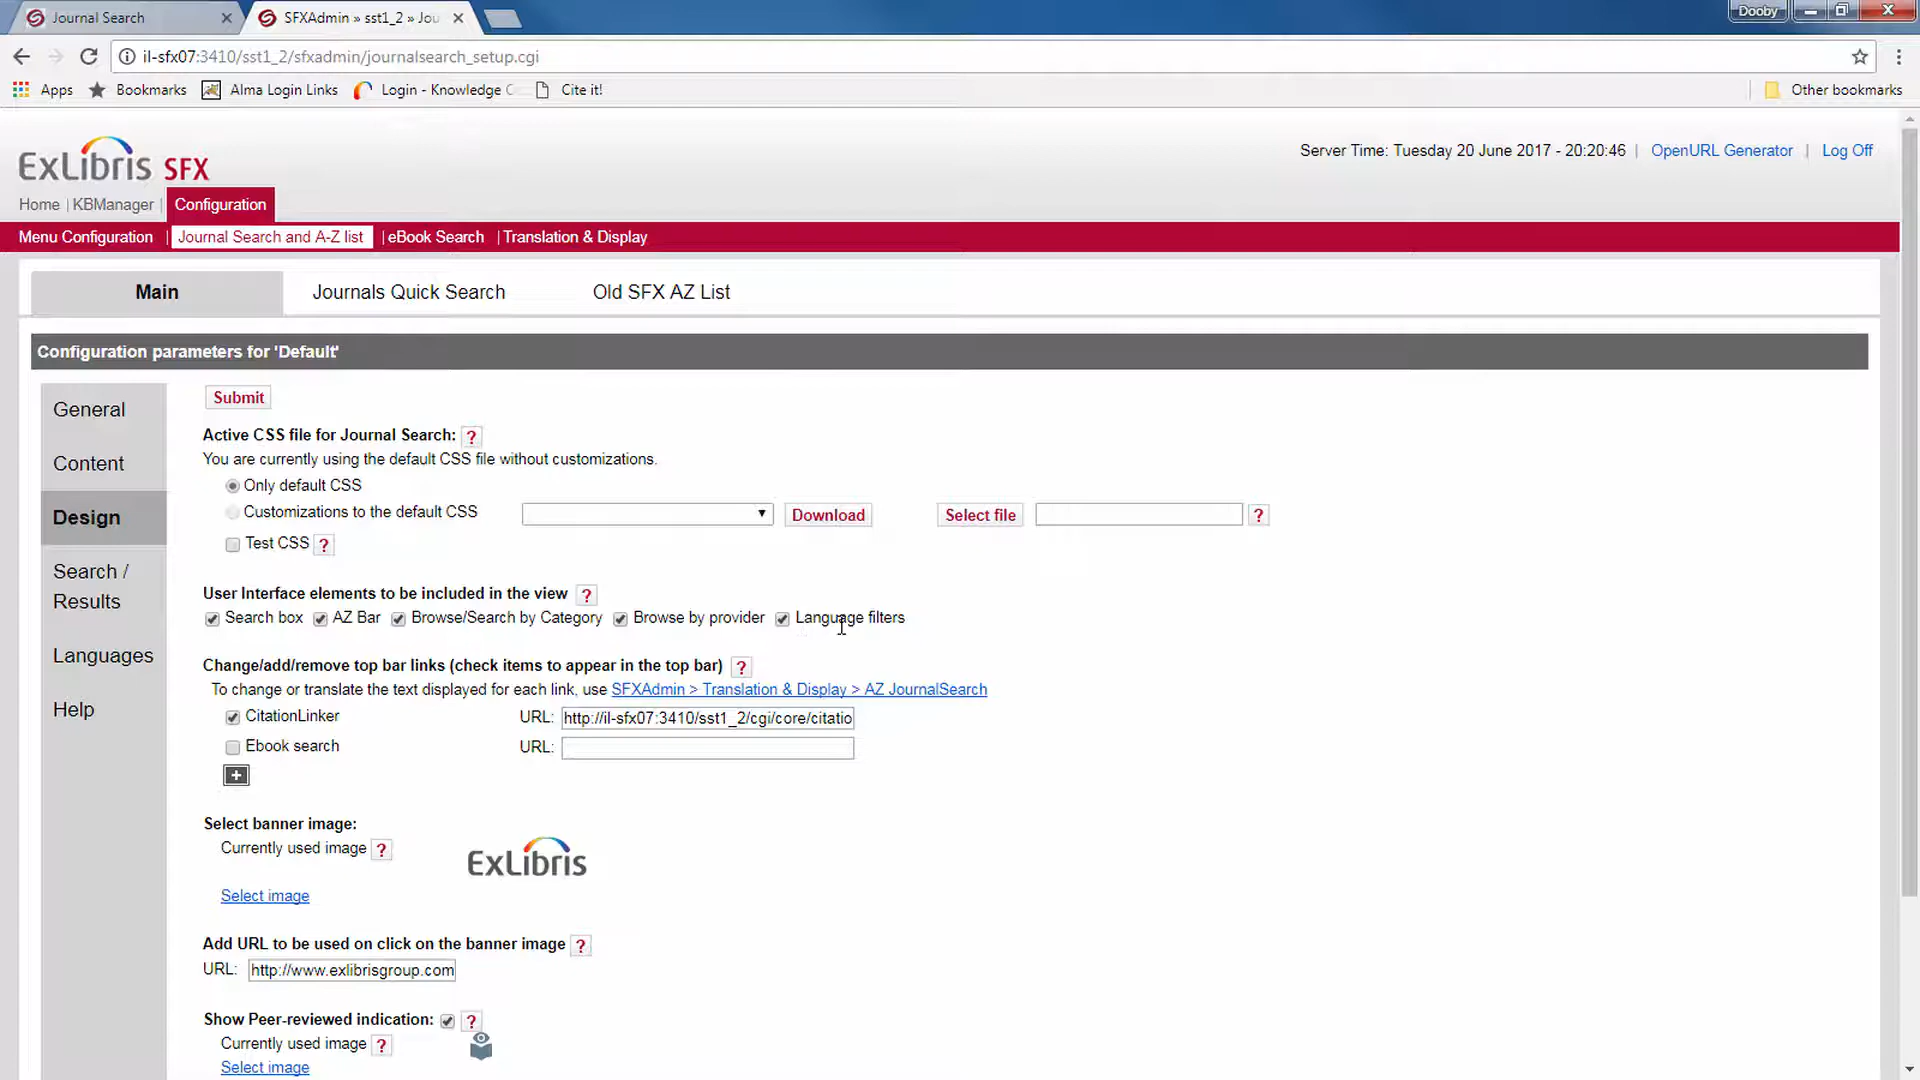 Journal Search
SFXAdmin » sst1_2 » Jou
Dooby
il-sfx07:3410/sst1_2/sfxadmin/journalsearch_setup.cgi
Apps Bookmarks Alma Login Links Login - Knowledge Cite it! Other bookmarks
ExLibris SFX
Server Time: Tuesday 20 June 2017 - 20:20:46 | OpenURL Generator | Log Off
Home | KBManager | Configuration
Menu Configuration | Journal Search and A-Z list | eBook Search | Translation & Display
Main Journals Quick Search Old SFX AZ List
Configuration parameters for 'Default'
General
Content
Design
Search / Results
Languages
Help
Submit
Active CSS file for Journal Search: ?
You are currently using the default CSS file without customizations.
Only default CSS
Customizations to the default CSS Download Select file ?
Test CSS ?
User Interface elements to be included in the view ?
Search box AZ Bar Browse/Search by Category Browse by provider Language filters
Change/add/remove top bar links (check items to appear in the top bar) ?
To change or translate the text displayed for each link, use SFXAdmin > Translation & Display > AZ JournalSearch
CitationLinker URL: http://il-sfx07:3410/sst1_2/cgi/core/citatio
Ebook search URL:
+
Select banner image:
Currently used image ? ExLibris
Select image
Add URL to be used on click on the banner image ?
URL: http://www.exlibrisgroup.com
Show Peer-reviewed indication: ?
Currently used image ?
Select image